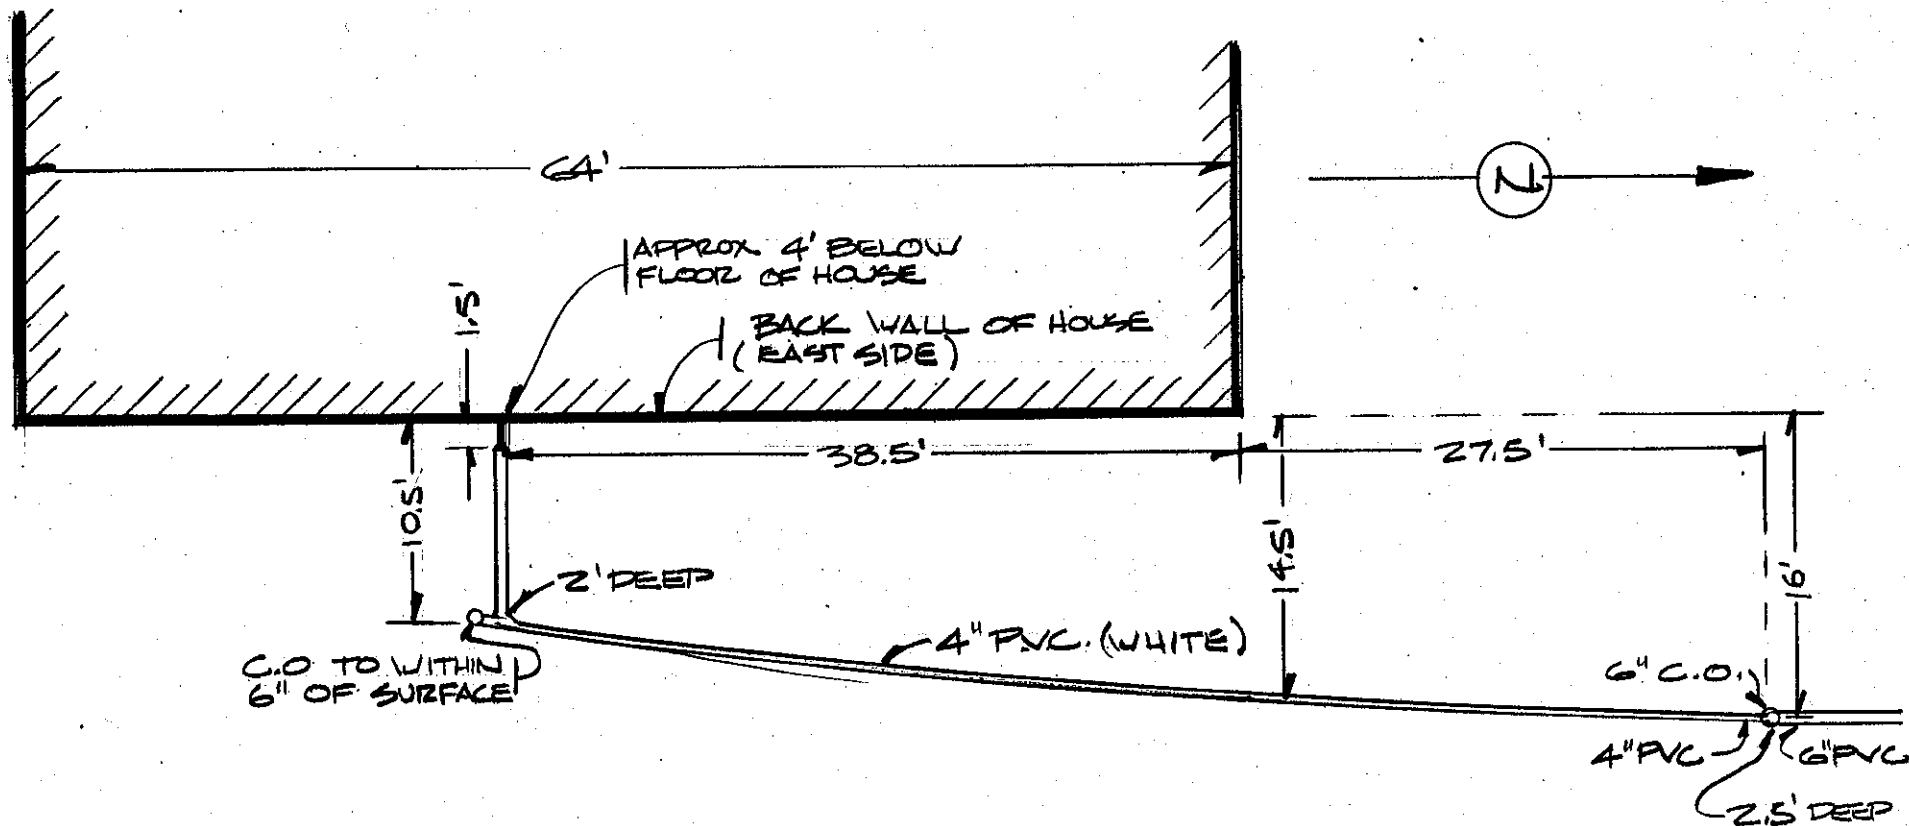 64'
N
APPROX 4' BELOW
FLOOR OF HOUSE
1.5'
BACK WALL OF HOUSE
(EAST SIDE)
38.5'
27.5'
10.5'
14.5'
16'
2' DEEP
4" P.V.C. (WHITE)
C.O TO WITHIN
6" OF SURFACE
6" C.O.
4" PVC
6" PVC
2.5' DEEP